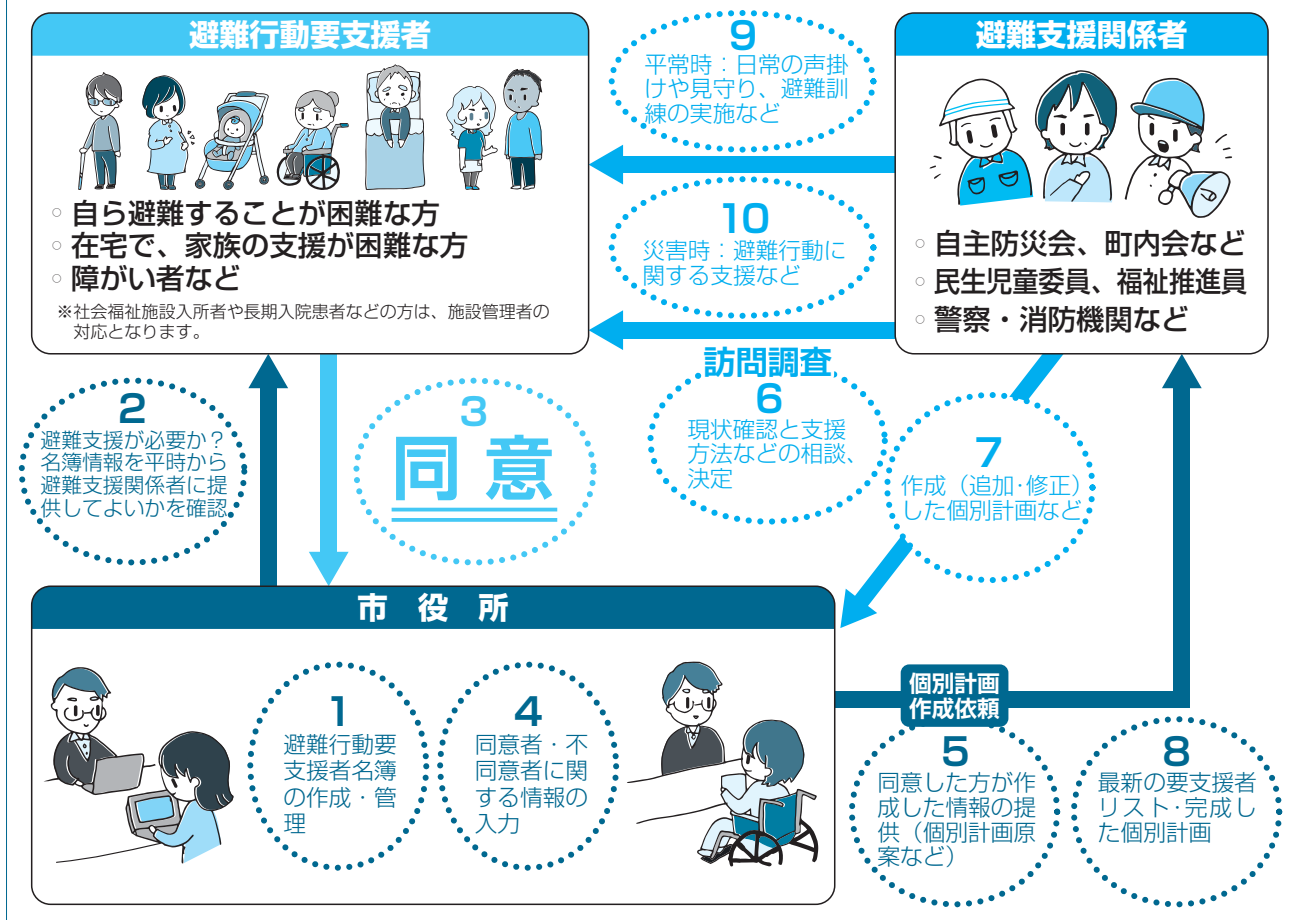 避難行動要支援者
◦ 自ら避難することが困難な方
◦ 在宅で、家族の支援が困難な方
◦ 障がい者など
※社会福祉施設入所者や長期入院患者などの方は、施設管理者の
対応となります。
9
平常時：日常の声掛
けや見守り、避難訓
練の実施など
10
災害時：避難行動に
関する支援など
避難支援関係者
◦ 自主防災会、町内会など
◦ 民生児童委員、福祉推進員
◦ 警察・消防機関など
2
避難支援が必要か？
名簿情報を平時から
避難支援関係者に提
供してよいかを確認
3
同意
訪問調査
6
現状確認と支援
方法などの相談、
決定
7
作成（追加･修正）
した個別計画など
市役所
1
避難行動要
支援者名簿
の作成・管
理
4
同意者・不
同意者に関
する情報の
入力
個別計画
作成依頼
5
同意した方が作
成した情報の提
供（個別計画原
案など）
8
最新の要支援者
リスト･完成し
た個別計画